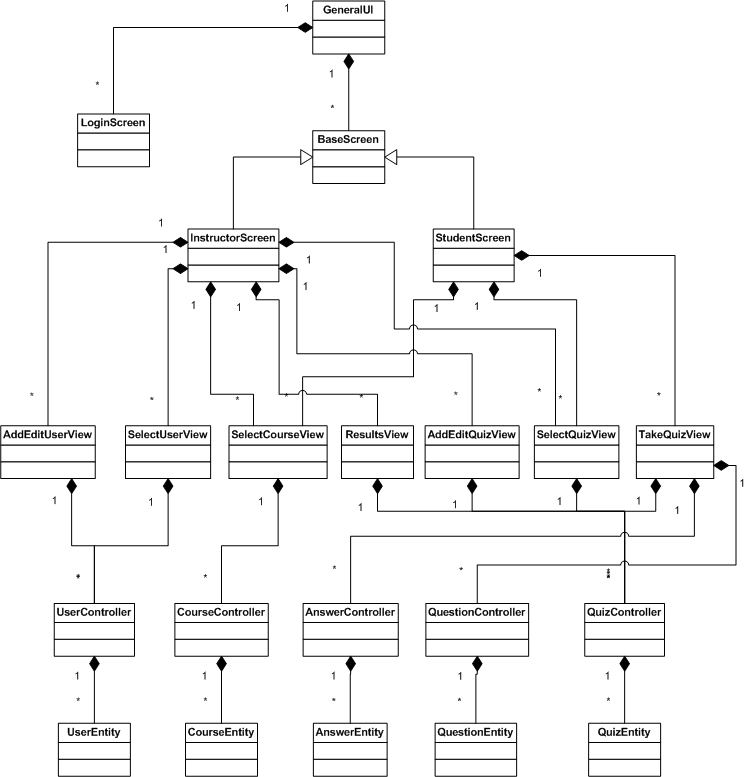 GeneralUI
1
1
*
*
LoginScreen
BaseScreen
InstructorScreen
StudentScreen
1
1
1
1
1
1
1
1
1
*
*
*
*
*
*
*
*
*
AddEditUserView
SelectUserView
SelectCourseView
ResultsView
AddEditQuizView
SelectQuizView
TakeQuizView
1
1
1
1
1
1
1
1
1
*
*
*
*
*
UserController
CourseController
AnswerController
QuestionController
QuizController
1
1
1
1
1
*
*
*
*
*
UserEntity
CourseEntity
AnswerEntity
QuestionEntity
QuizEntity